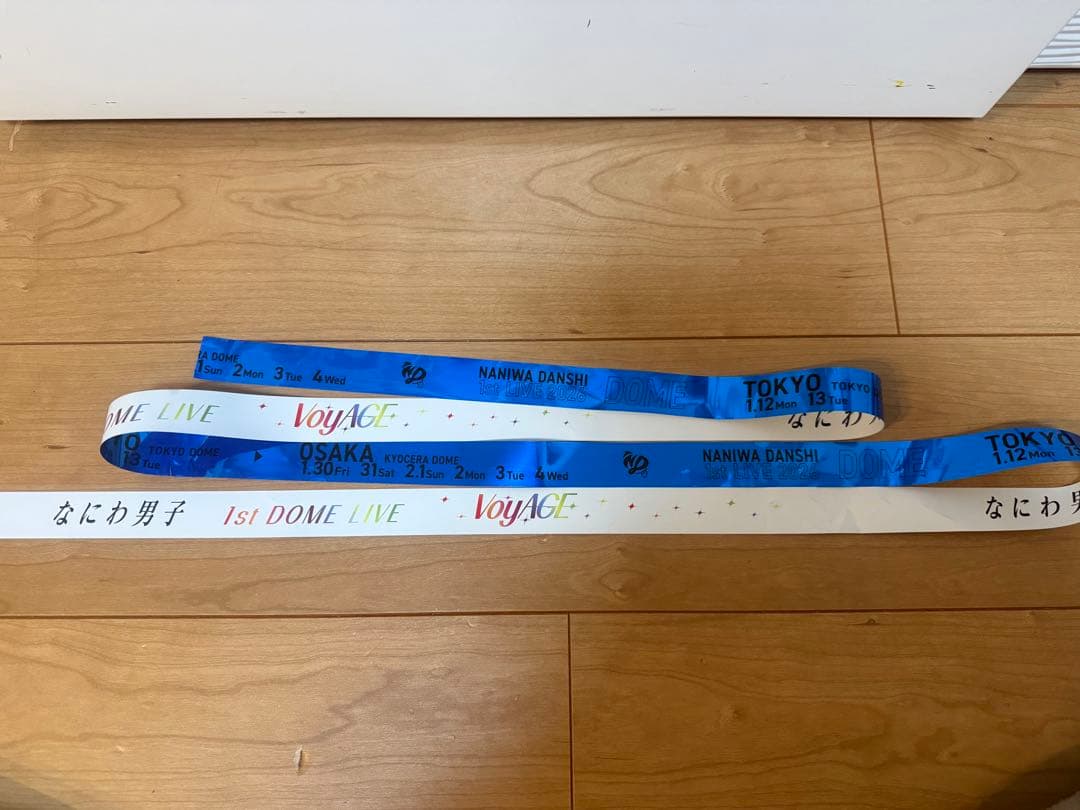 A DOME
1 Sun 2 Mon 3 Tue 4 Wed
NANIWA DANSHI
1st LIVE 2026 DOME
TOKYO TOKYO
1.12 Mon 13 Tue
DOME LIVE VoyAGE なにわ
TO
13 Tue TOKYO DOME
OSAKA KYOCERA DOME
1.30 Fri 31 Sat 2.1 Sun 2 Mon 3 Tue 4 Wed
NANIWA DANSHI
1st LIVE 2026 DOME
TOKYO
1.12 Mon 13
なにわ男子 1st DOME LIVE VoyAGE なにわ男